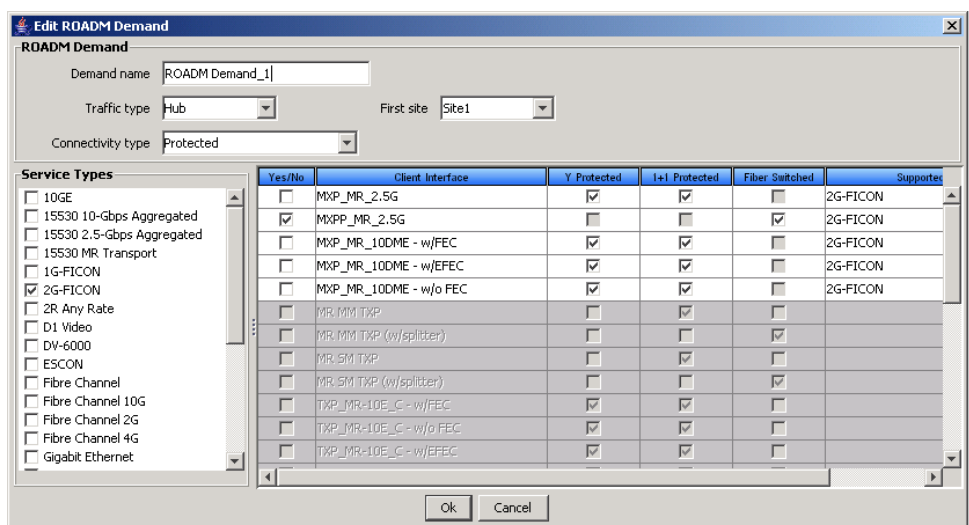 Edit ROADM Demand
ROADM Demand
Demand name ROADM Demand_1
Traffic type Hub First site Site1
Connectivity type Protected
Service Types
10GE
15530 10-Gbps Aggregated
15530 2.5-Gbps Aggregated
15530 MR Transport
1G-FICON
2G-FICON
2R Any Rate
D1 Video
DV-6000
ESCON
Fibre Channel
Fibre Channel 10G
Fibre Channel 2G
Fibre Channel 4G
Gigabit Ethernet
Yes/No Client Interface Y Protected 1+1 Protected Fiber Switched Supported
MXP_MR_2.5G 2G-FICON
MXPP_MR_2.5G 2G-FICON
MXP_MR_10DME - w/FEC 2G-FICON
MXP_MR_10DME - w/EFEC 2G-FICON
MXP_MR_10DME - w/o FEC 2G-FICON
MR MM TXP
MR MM TXP (w/splitter)
MR SM TXP
MR SM TXP (w/splitter)
TXP_MR-10E_C - w/FEC
TXP_MR-10E_C - w/o FEC
TXP_MR-10E_C - w/EFEC
Ok Cancel